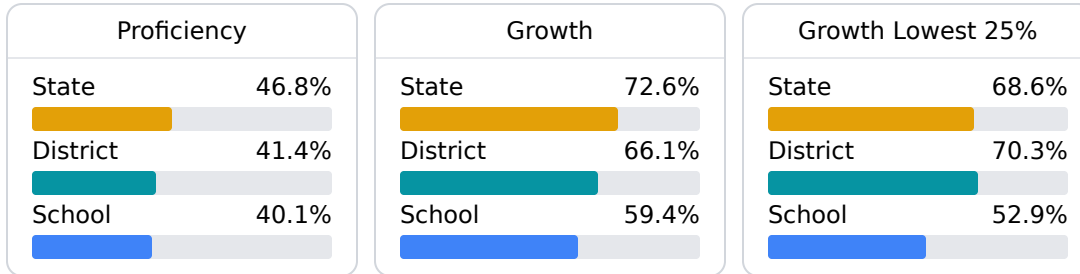 Proficiency
State 46.8%
District 41.4%
School 40.1%
Growth
State 72.6%
District 66.1%
School 59.4%
Growth Lowest 25%
State 68.6%
District 70.3%
School 52.9%